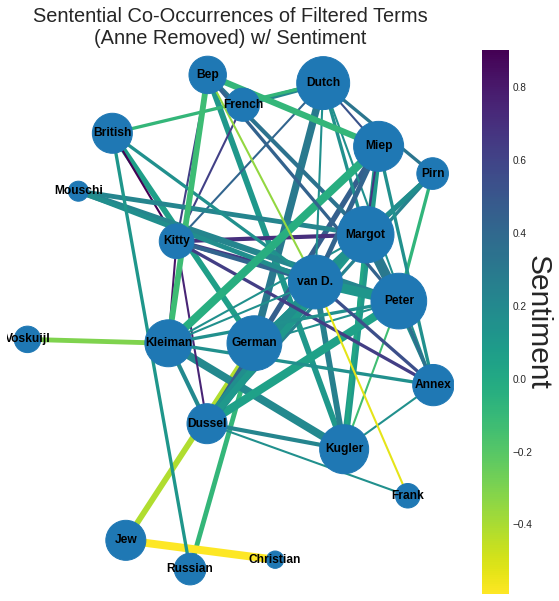 Sentential Co-Occurrences of Filtered Terms
(Anne Removed) w/ Sentiment
Bep
Dutch
French
British
Miep
Pirn
Mouschi
Kitty
Margot
van D.
Peter
Voskuijl
Kleiman
German
Annex
Dussel
Kugler
Frank
Jew
Russian
Christian
0.8
0.6
0.4
0.2
0.0
−0.2
−0.4
Sentiment